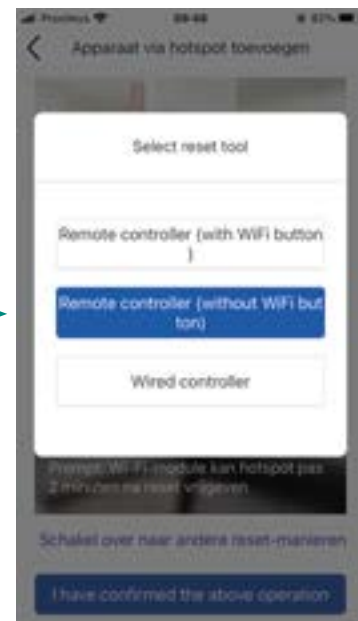 Proximus
Apparaat via hotspot toevoegen
Select reset tool
Remote controller (with WiFi button
)
Remote controller (without WiFi but
ton)
Wired controller
Prompt: Wi-Fi-module kan hotspot pas
2 minuten na reset vrijgeven
Schakel over naar andere reset-manieren
I have confirmed the above operation